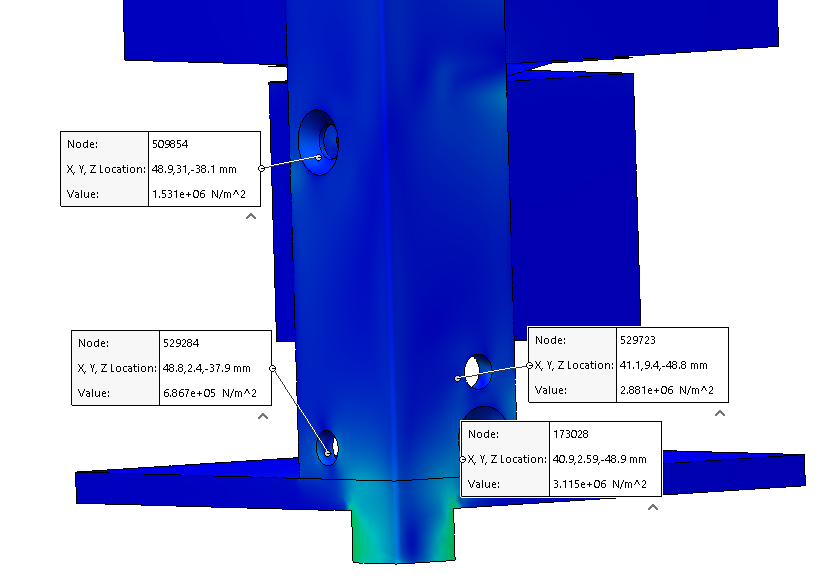 Node: 509854
X, Y, Z Location: 48.9,31,-38.1 mm
Value: 1.531e+06 N/m^2
Node: 529284
X, Y, Z Location: 48.8,2.4,-37.9 mm
Value: 6.867e+05 N/m^2
Node: 529723
X, Y, Z Location: 41.1,9.4,-48.8 mm
Value: 2.881e+06 N/m^2
Node: 173028
X, Y, Z Location: 40.9,2.59,-48.9 mm
Value: 3.115e+06 N/m^2